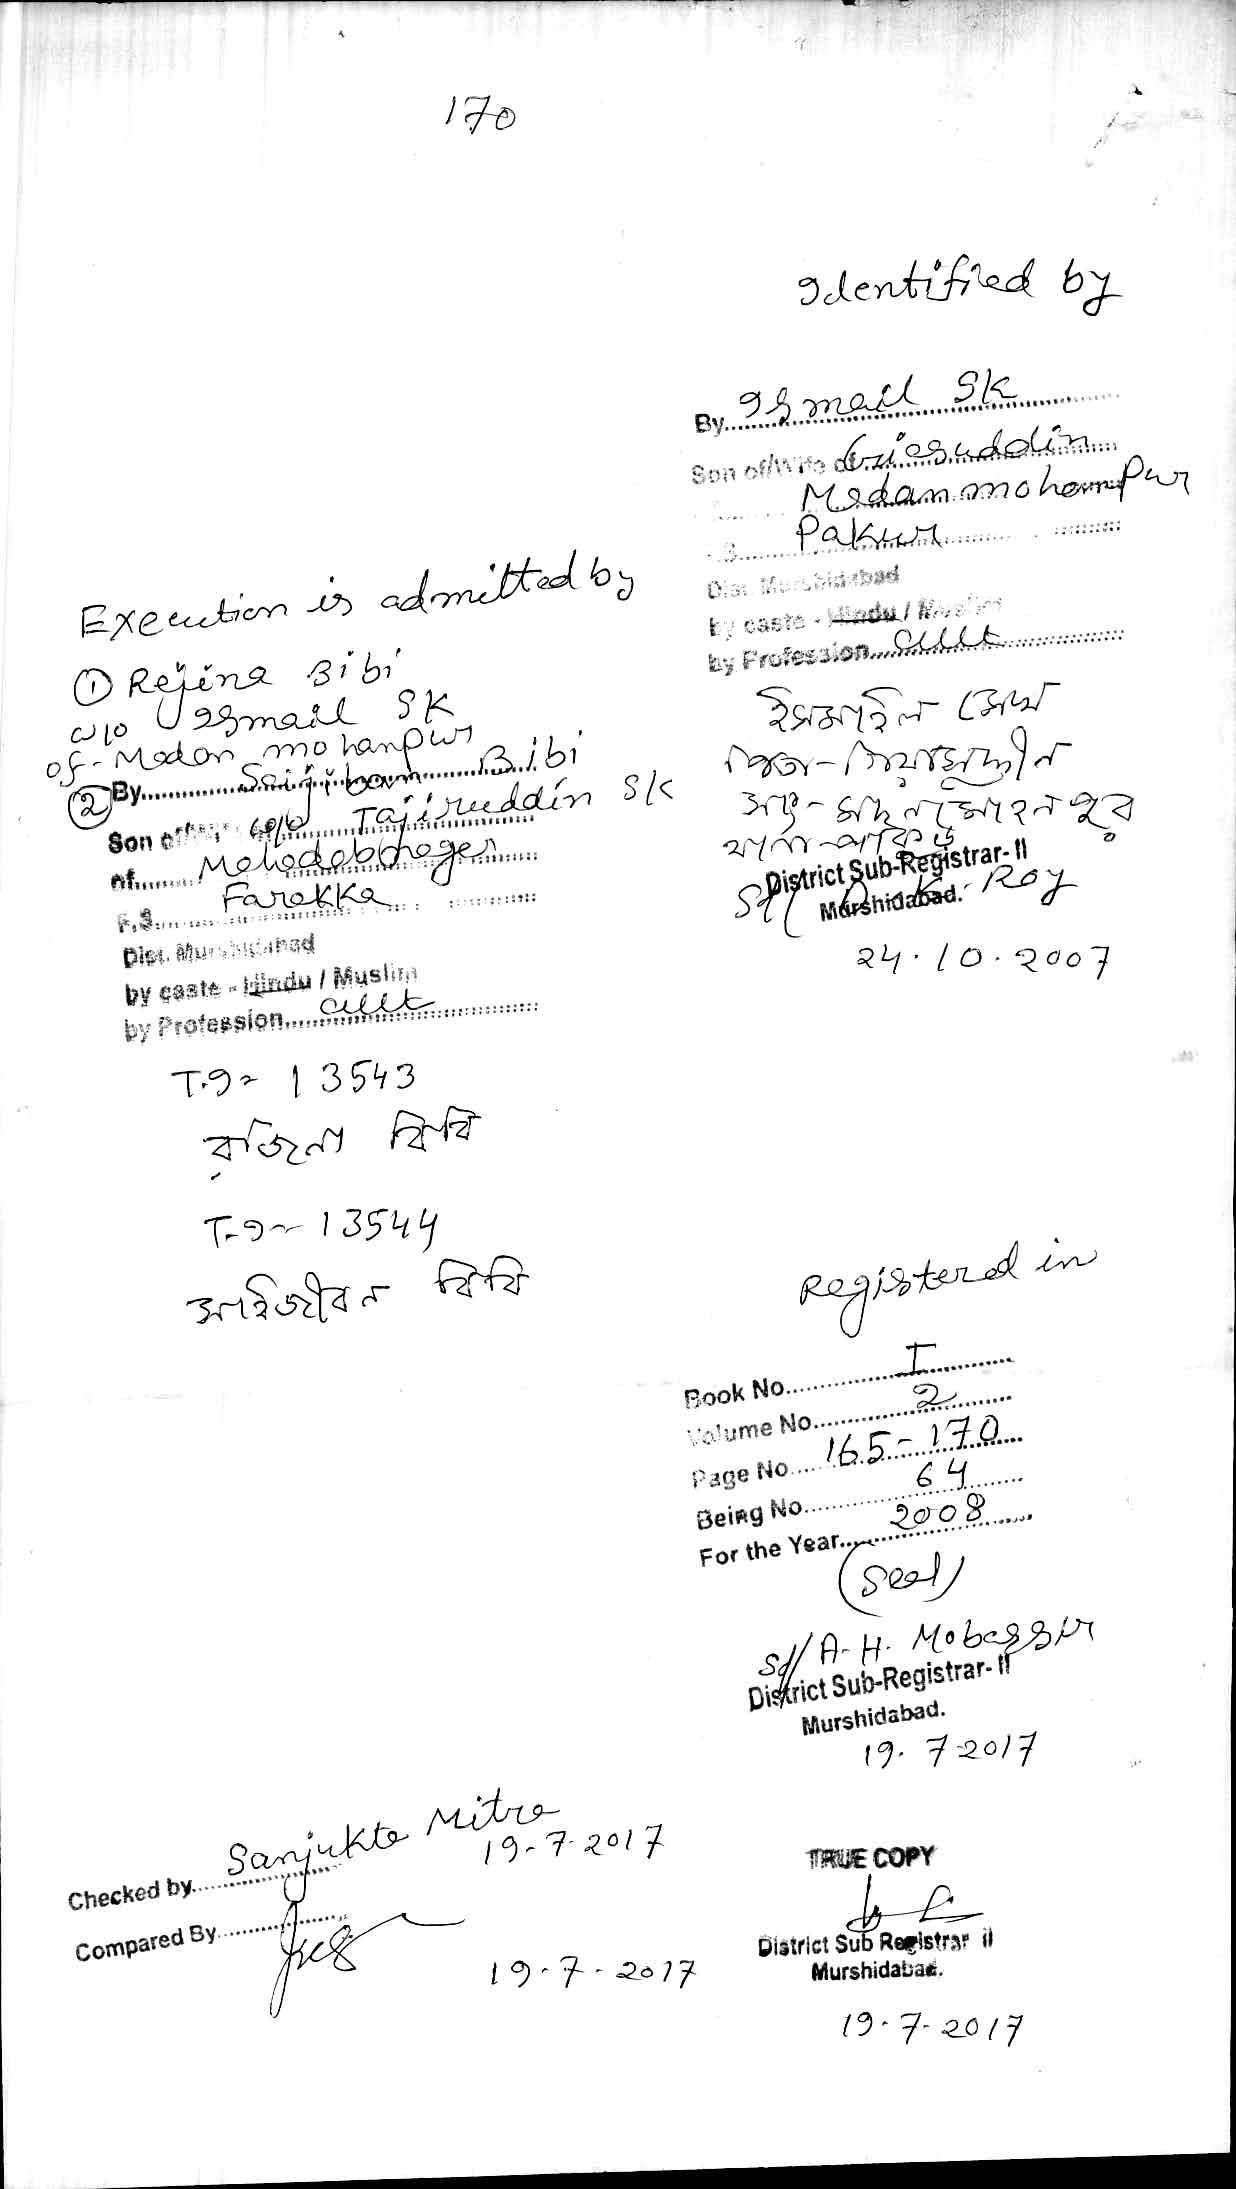 170
Identified by
By Ismail SK
Son of/Wife of Giasuddin
Madanmohanpur
Pakur
Dist. Murshidabad
by caste - Hindu / Muslim
by Profession Cult
ইসমাইল সেখ
পিতা- গিয়াসুদ্দীন
সাং- মদনমোহনপুর
থানা- পাকুড়
Sd/ A. K. Roy
District Sub-Registrar- II
Murshidabad.
24.10.2007
Execution is admitted by
① Rejina Bibi
W/O Ismail SK
of- Madan mohanpur
② By Saijiban Bibi
Son of/Wife of W/O Tajiruddin SK
of Mahadebnagar
P.S. Farakka
Dist. Murshidabad
by caste - Hindu / Muslim
by Profession Cult
T.I- 13543
রজিনা বিবি
T.I- 13544
সাইজীবন বিবি
Registered in
Book No. I
Volume No. 2
Page No. 165-170
Being No. 64
For the Year 2008
(Seal)
Sd/ A.H. Mobassir
District Sub-Registrar- II
Murshidabad.
19.7.2017
Checked by Sanjukta Mitra
19-7-2017
Compared By
19-7-2017
TRUE COPY
District Sub Registrar II
Murshidabad.
19-7-2017